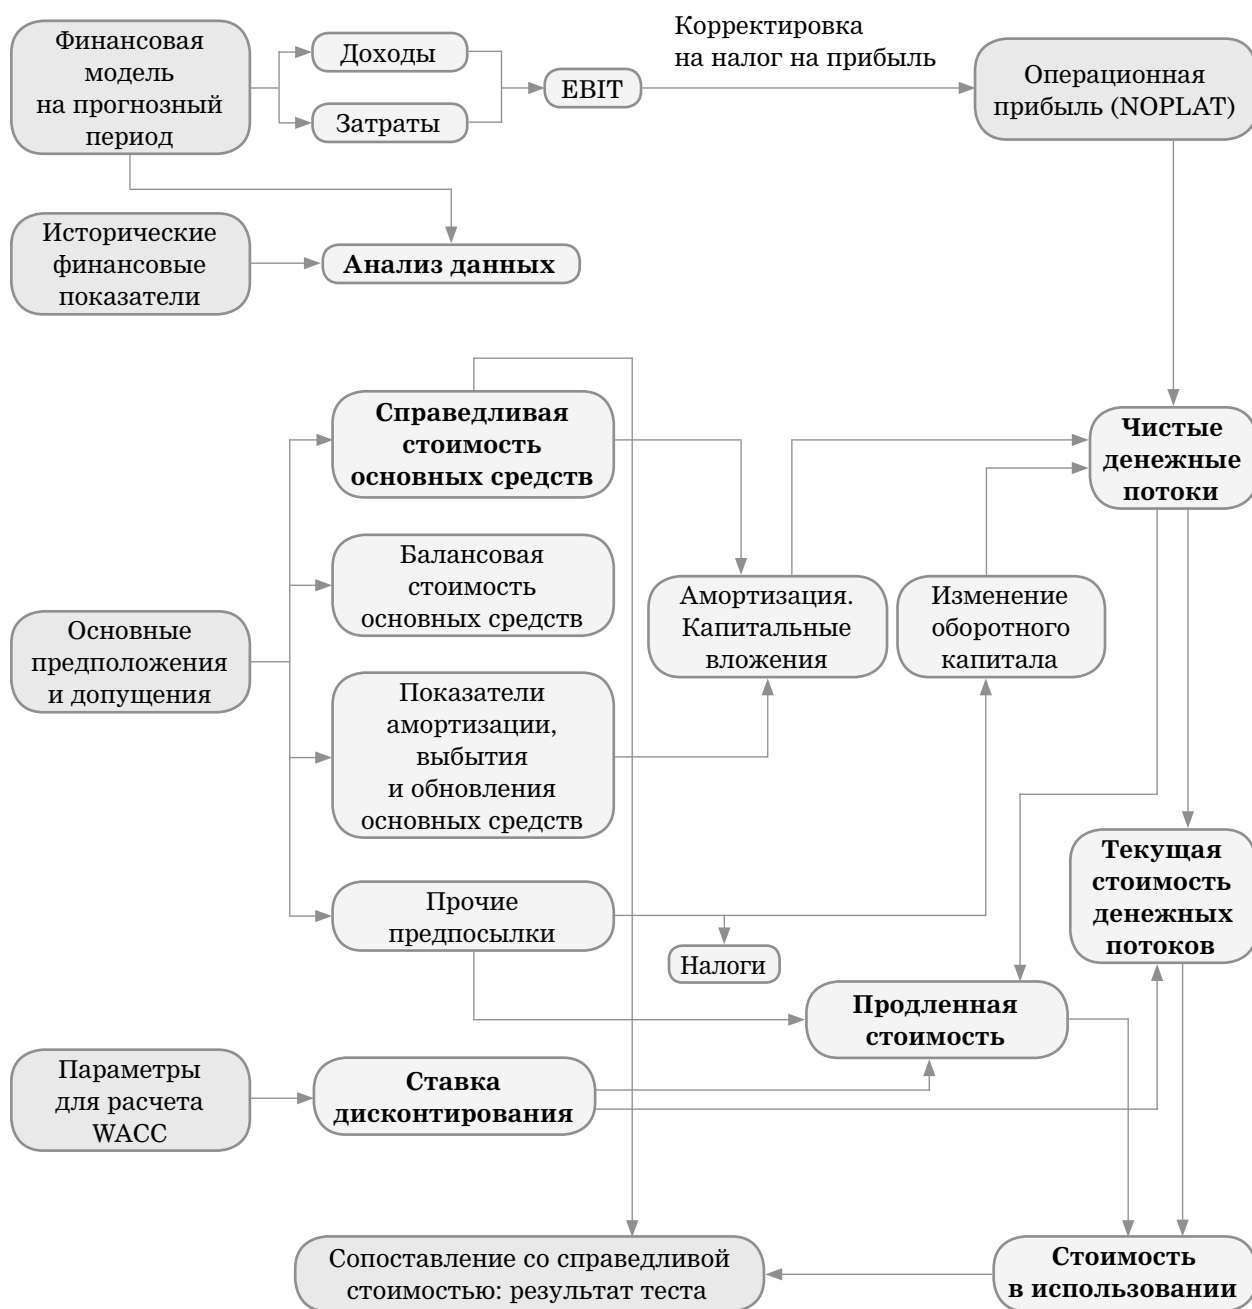 Финансовая
модель
на прогнозный
период
Доходы
Затраты
EBIT
Корректировка
на налог на прибыль
Операционная
прибыль (NOPLAT)
Исторические
финансовые
показатели
Анализ данных
Справедливая
стоимость
основных средств
Чистые
денежные
потоки
Балансовая
стоимость
основных средств
Амортизация.
Капитальные
вложения
Изменение
оборотного
капитала
Основные
предположения
и допущения
Показатели
амортизации,
выбытия
и обновления
основных средств
Текущая
стоимость
денежных
потоков
Прочие
предпосылки
Налоги
Продленная
стоимость
Параметры
для расчета
WACC
Ставка
дисконтирования
Сопоставление со справедливой
стоимостью: результат теста
Стоимость
в использовании